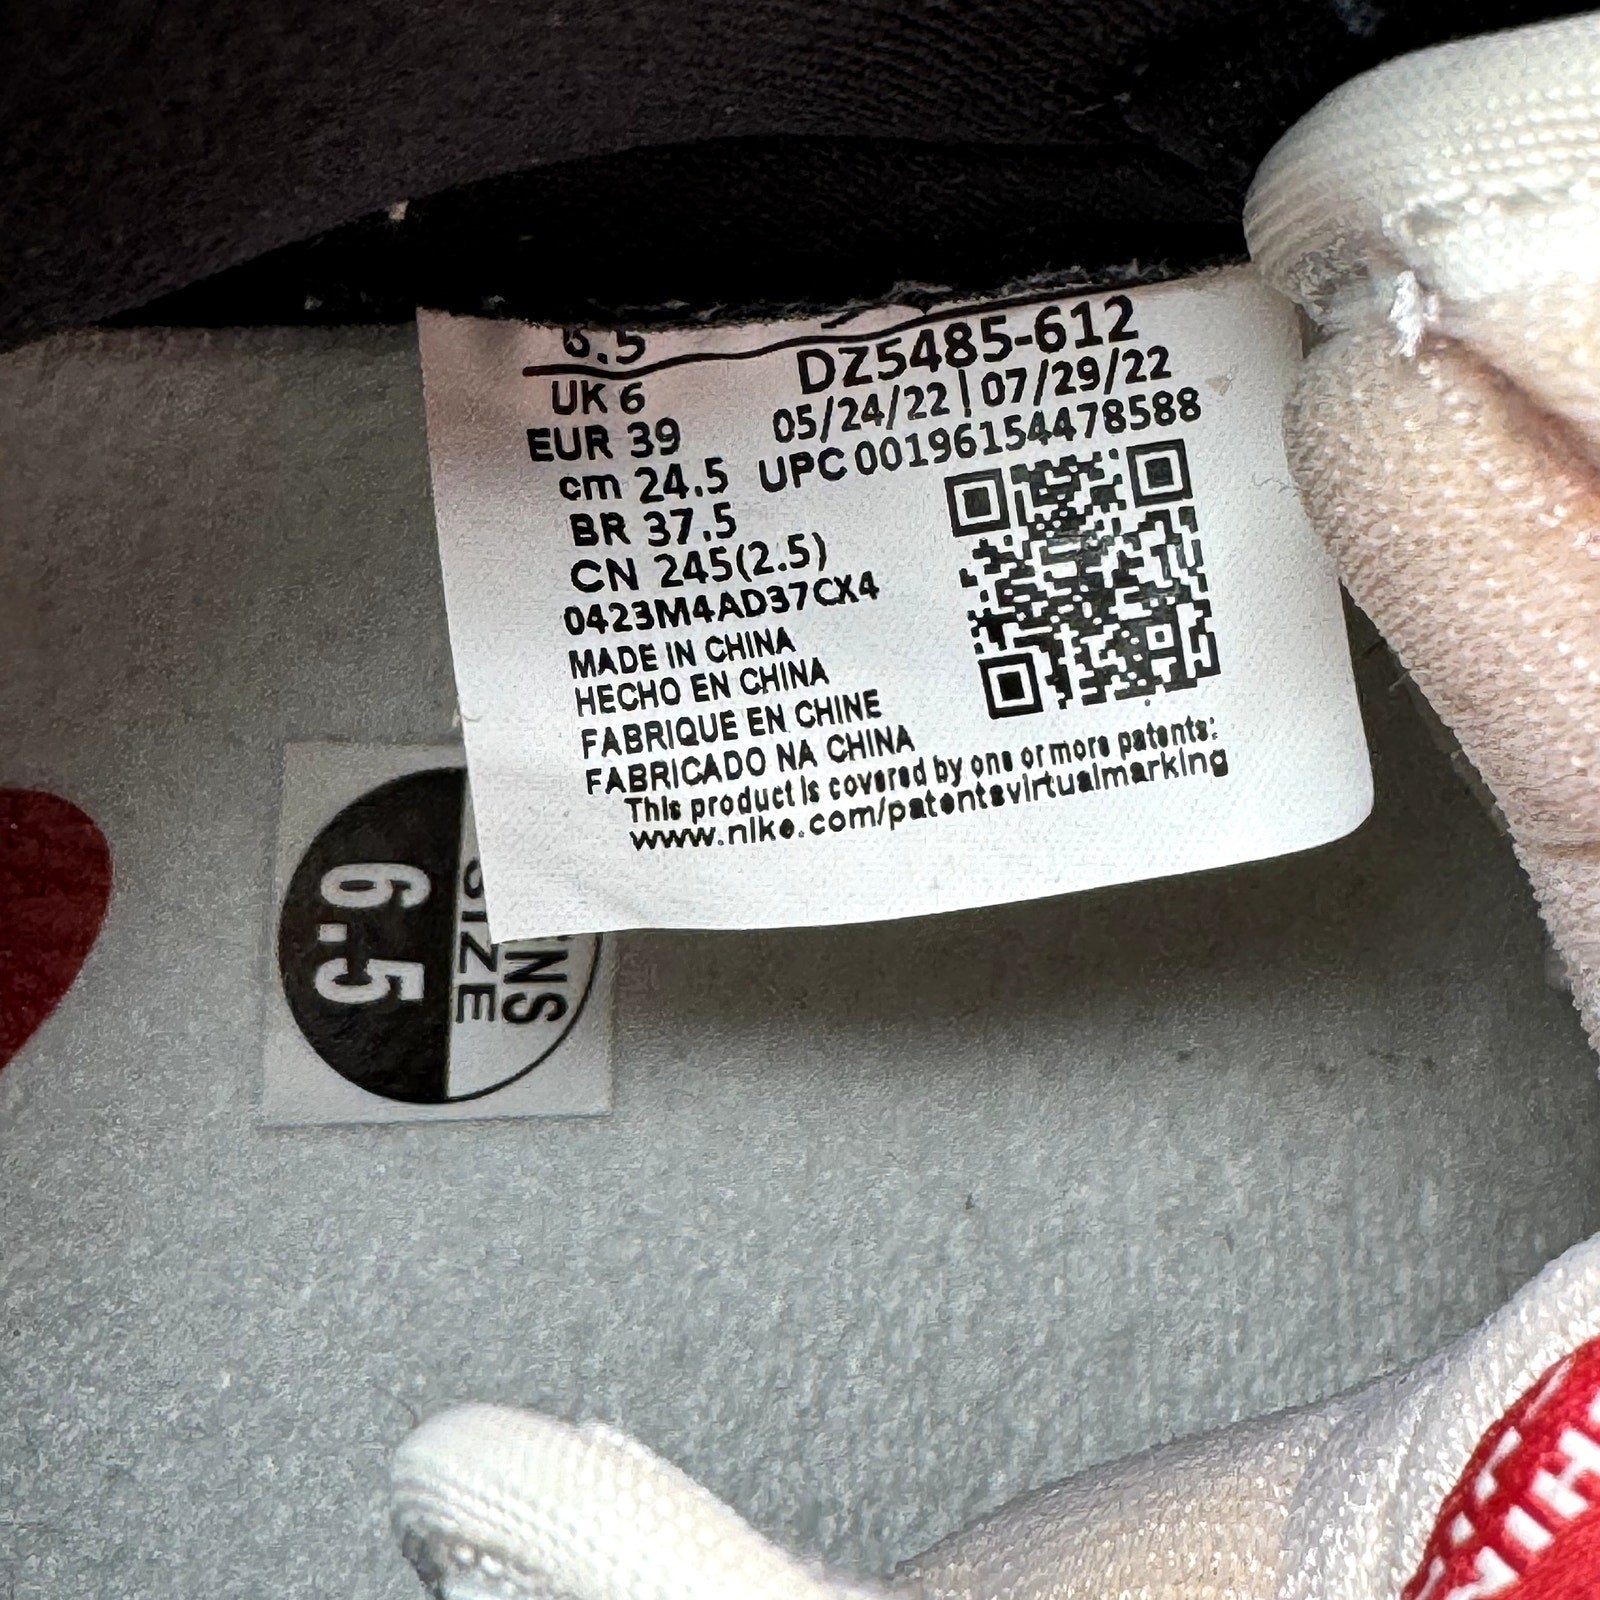 6.5
DZ5485-612
UK 6
05/24/22 | 07/29/22
EUR 39
UPC 00196154478588
cm 24.5
BR 37.5
CN 245(2.5)
0423M4AD37CX4
MADE IN CHINA
HECHO EN CHINA
FABRIQUE EN CHINE
FABRICADO NA CHINA
This product is covered by one or more patents:
www.nike.com/patentsvirtualmarking
SIZE
6.5